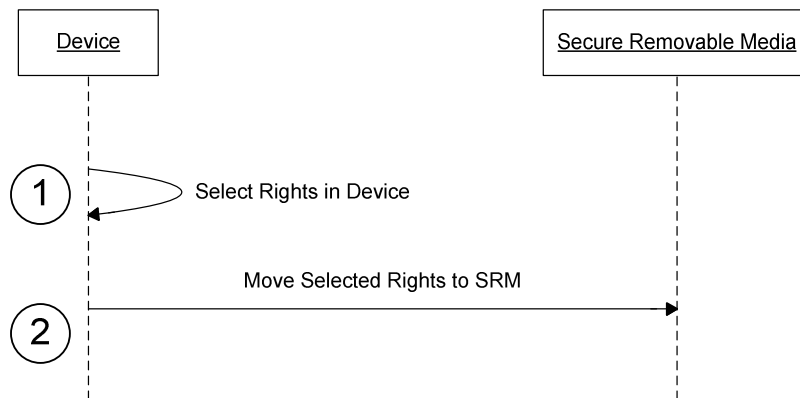 Device
Secure Removable Media
1
Select Rights in Device
Move Selected Rights to SRM
2